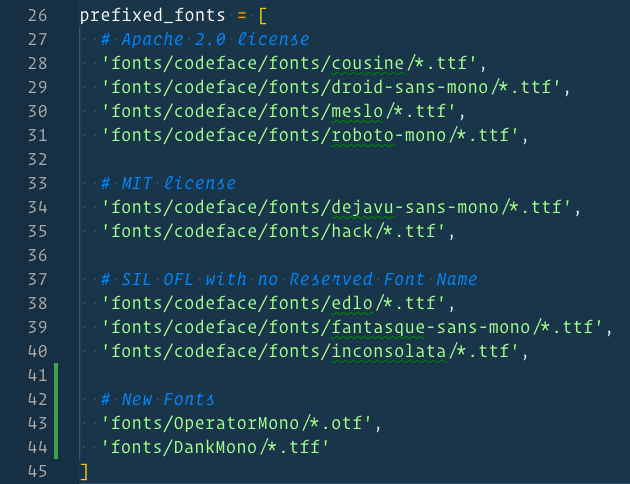 26 prefixed_fonts = [
27 # Apache 2.0 license
28 'fonts/codeface/fonts/cousine/*.ttf',
29 'fonts/codeface/fonts/droid-sans-mono/*.ttf',
30 'fonts/codeface/fonts/meslo/*.ttf',
31 'fonts/codeface/fonts/roboto-mono/*.ttf',
32
33 # MIT license
34 'fonts/codeface/fonts/dejavu-sans-mono/*.ttf',
35 'fonts/codeface/fonts/hack/*.ttf',
36
37 # SIL OFL with no Reserved Font Name
38 'fonts/codeface/fonts/edlo/*.ttf',
39 'fonts/codeface/fonts/fantasque-sans-mono/*.ttf',
40 'fonts/codeface/fonts/inconsolata/*.ttf',
41
42 # New Fonts
43 'fonts/OperatorMono/*.otf',
44 'fonts/DankMono/*.tff'
45 ]